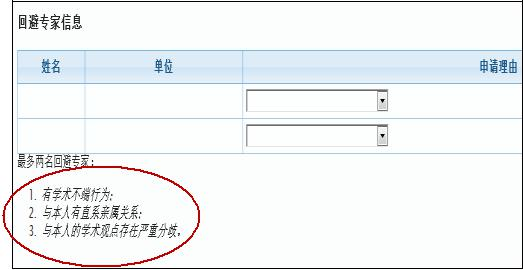 回避专家信息
姓名 单位 申请理由
最多两名回避专家：
1. 有学术不端行为；
2. 与本人有直系亲属关系；
3. 与本人的学术观点存在严重分歧。